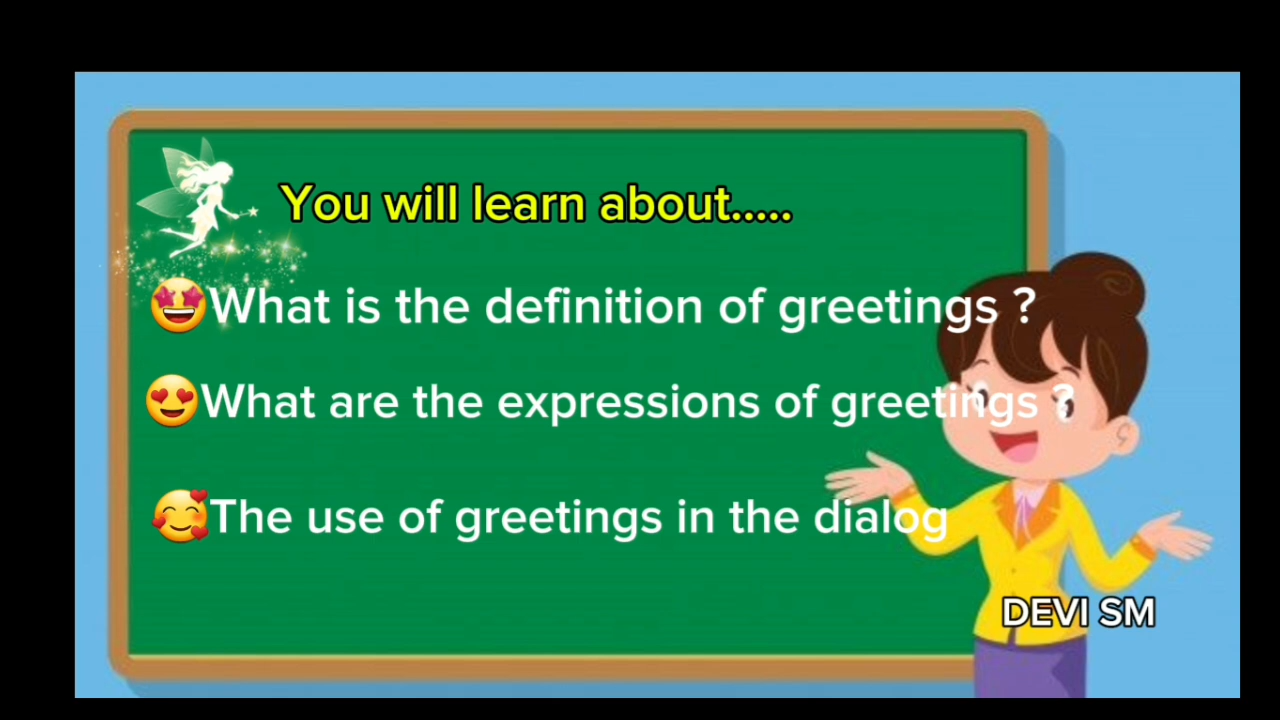 You will learn about.....
🤩What is the definition of greetings ?
😍What are the expressions of greetings ?
🥰The use of greetings in the dialog
DEVI SM